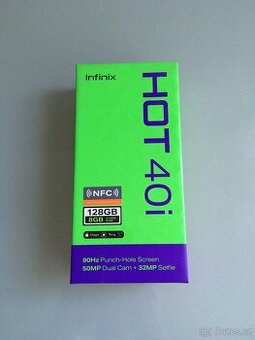 Infinix
HOT 40i
NFC
128GB
8GB
90Hz Punch-Hole Screen
50MP Dual Cam + 32MP Selfie